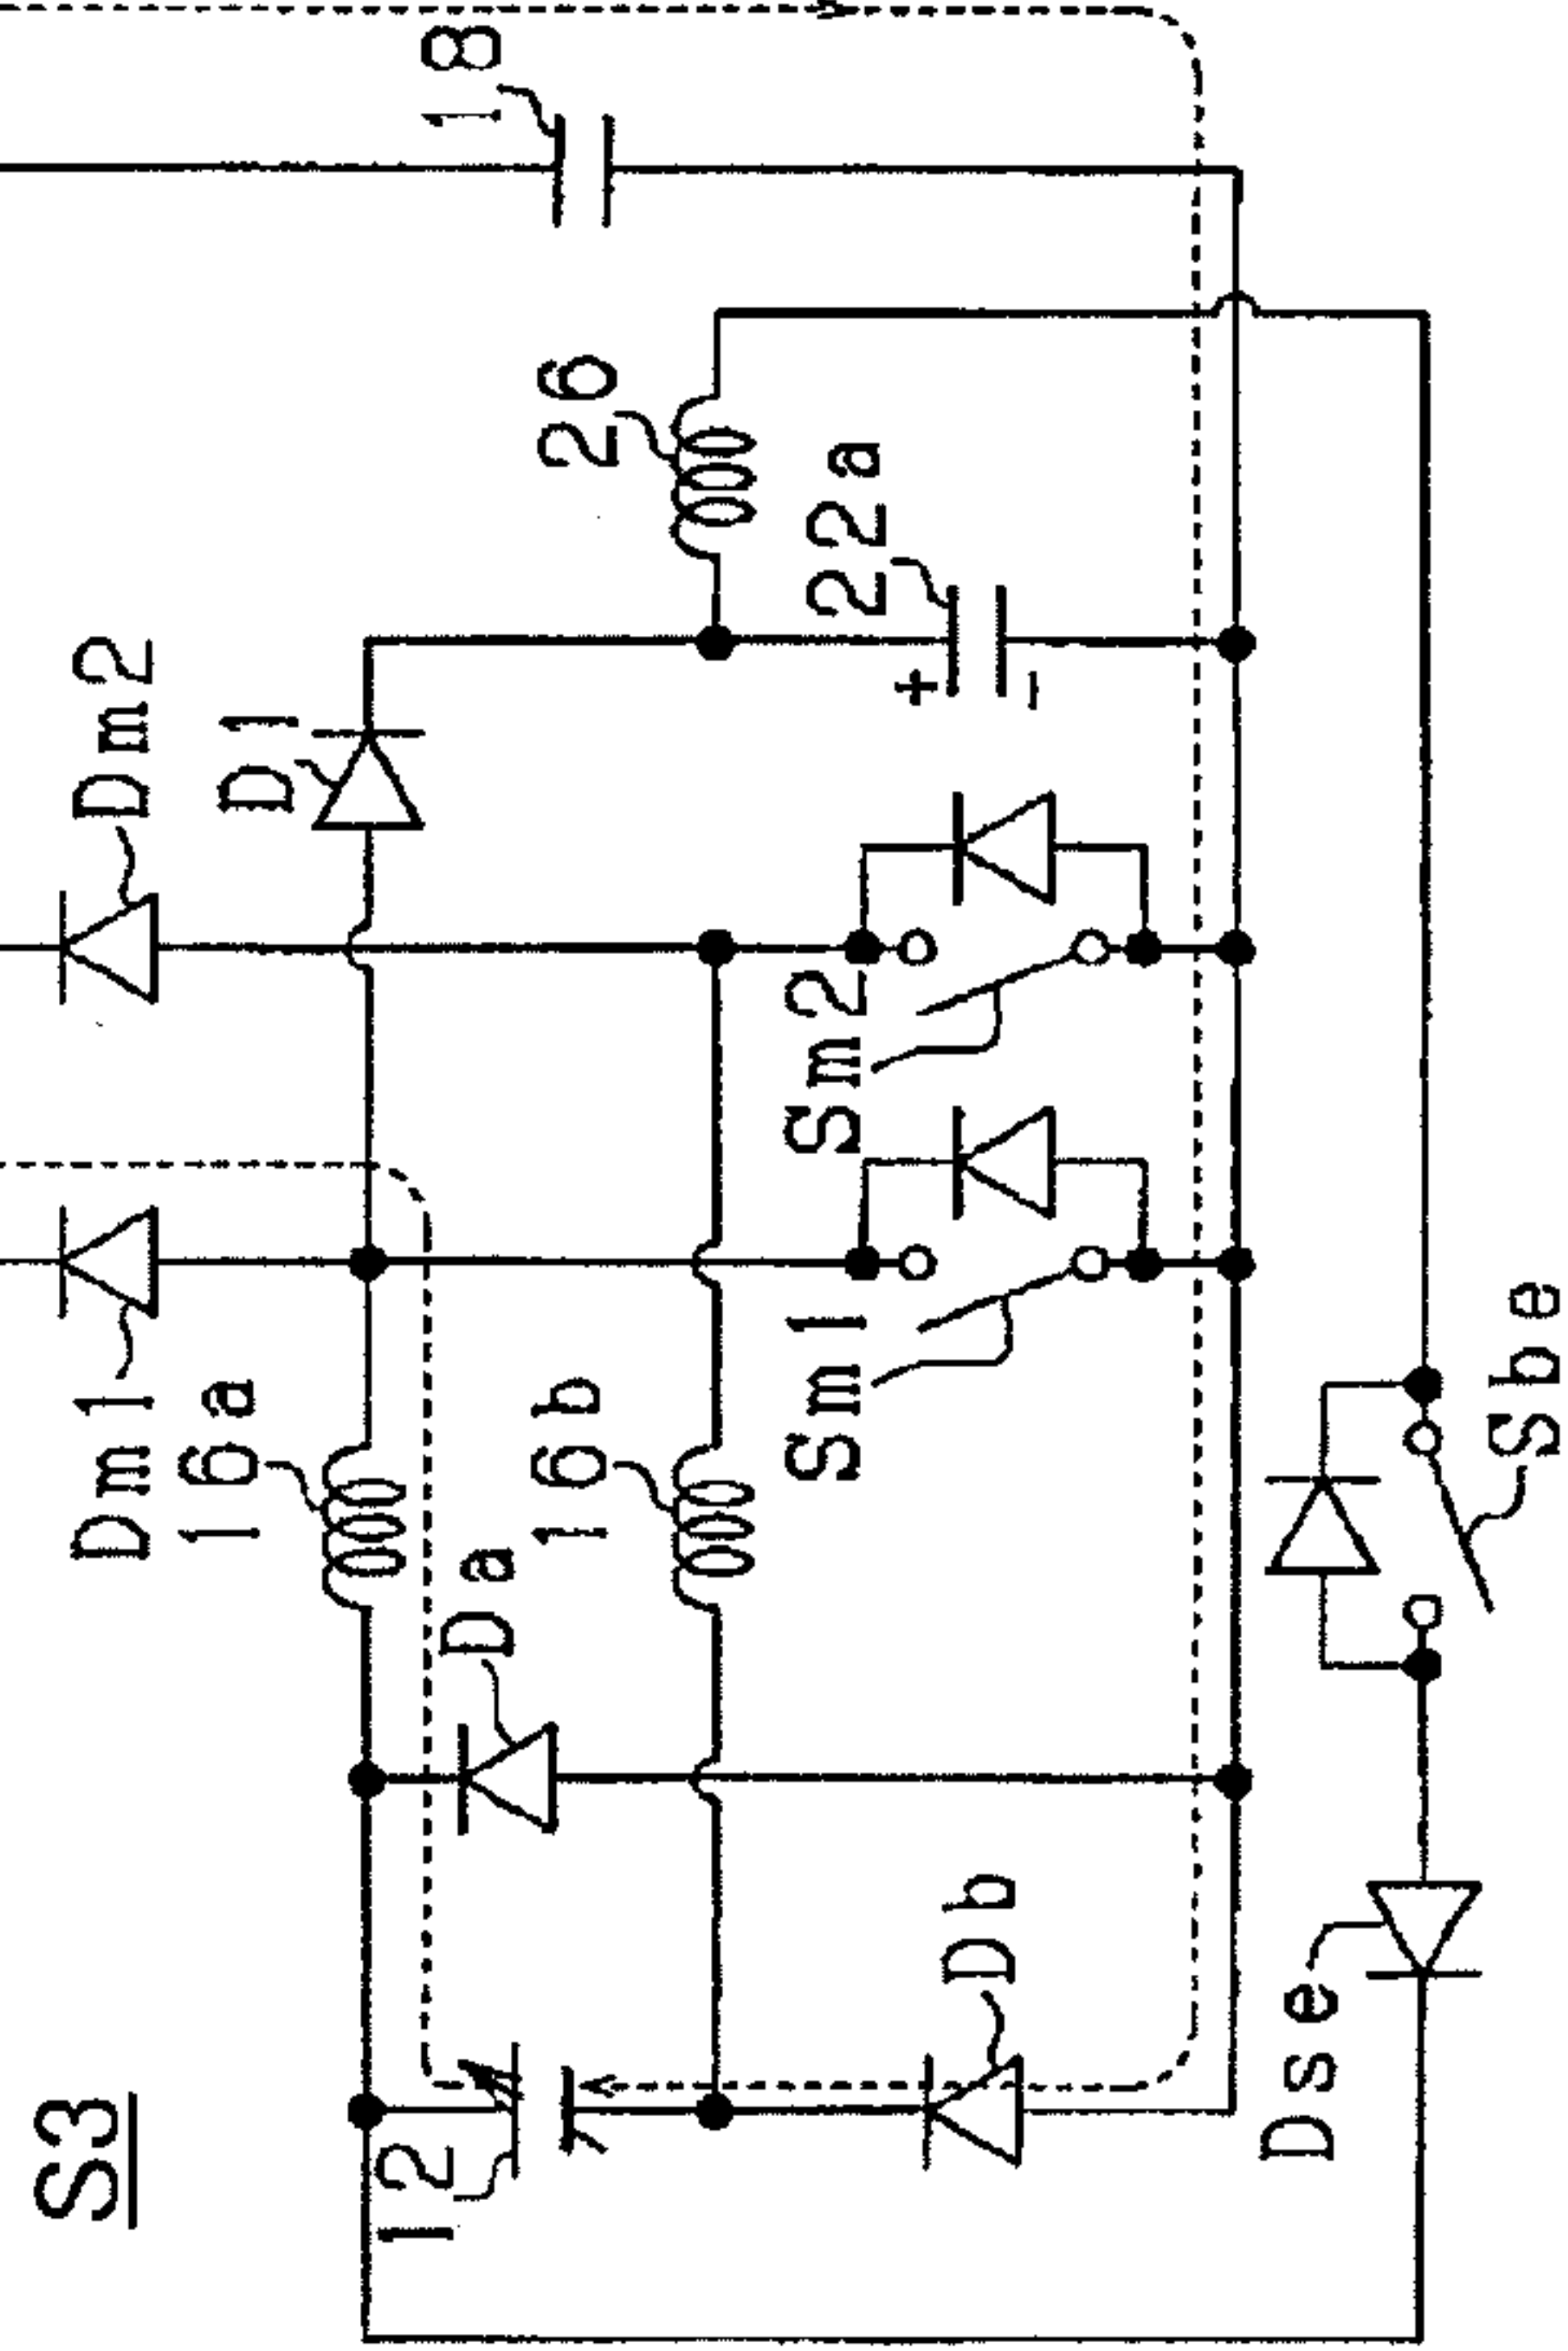 S3
Dm1
Dm2
16a
D1
18
12
Da
16b
26
Sm1
Sm2
22a
+
−
Db
Dse
Sbe